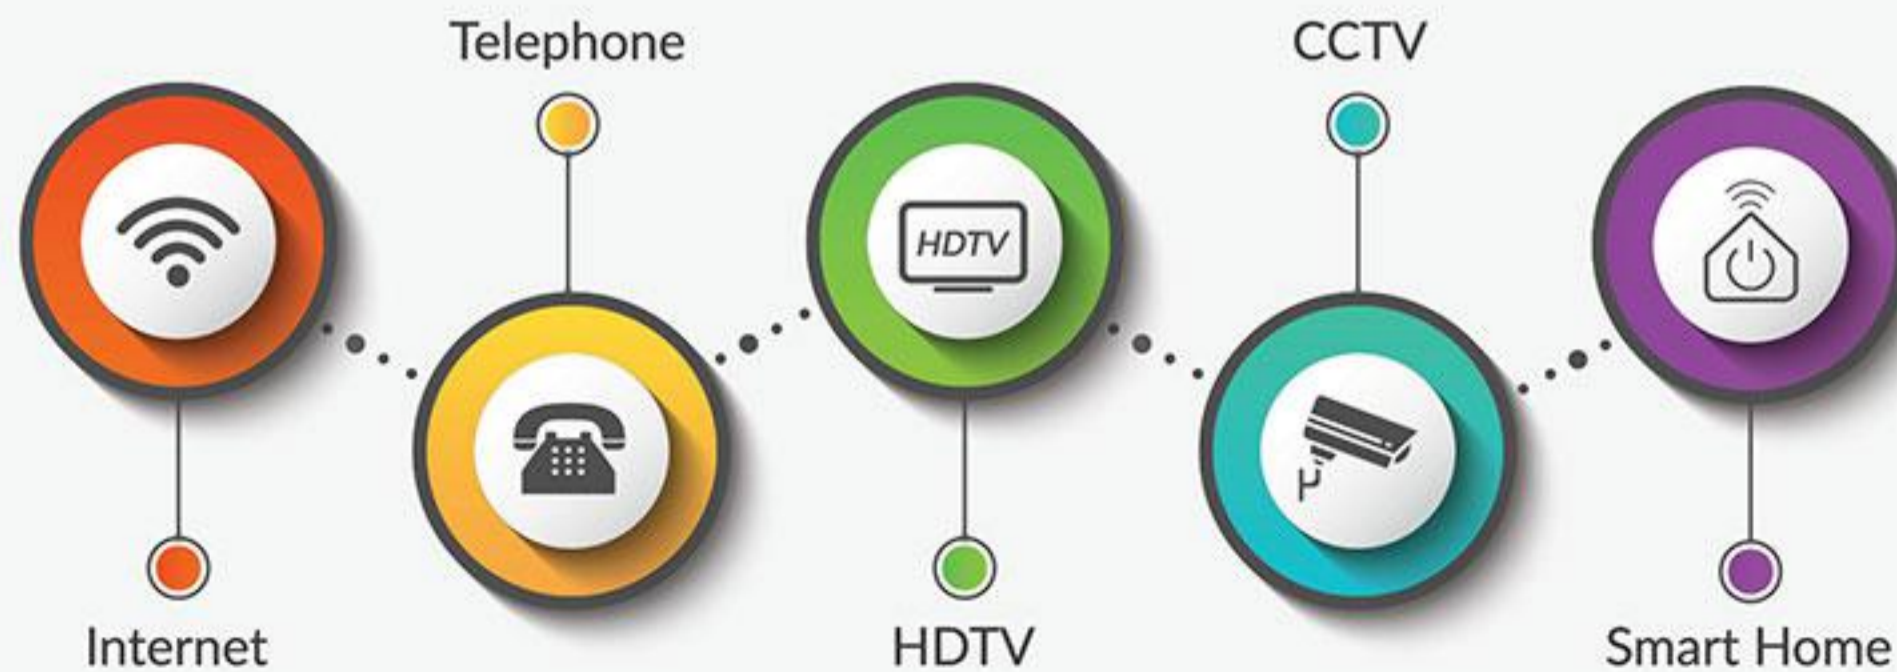 Telephone
CCTV
HDTV
Internet
HDTV
Smart Home